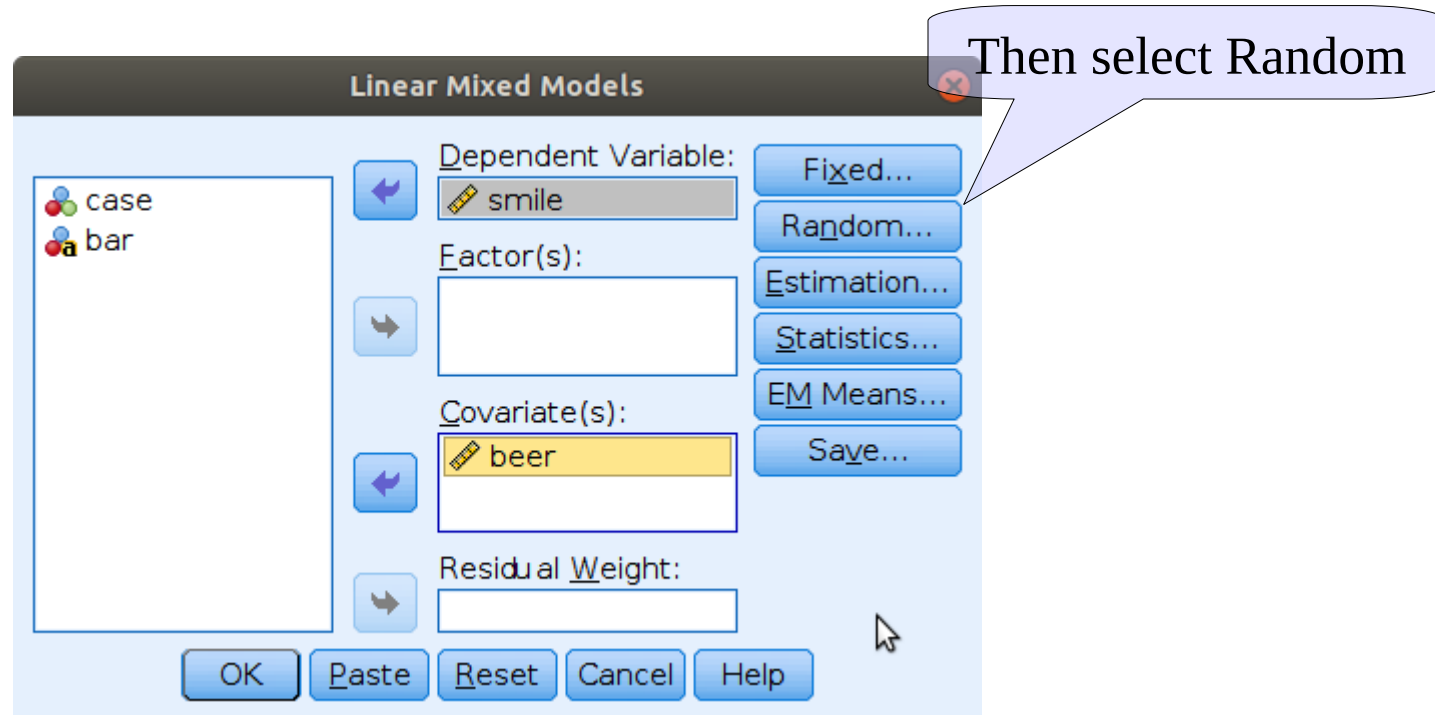 Then select Random
Linear Mixed Models
case
bar
Dependent Variable:
smile
Factor(s):
Covariate(s):
beer
Residual Weight:
Fixed...
Random...
Estimation...
Statistics...
EM Means...
Save...
OK
Paste
Reset
Cancel
Help